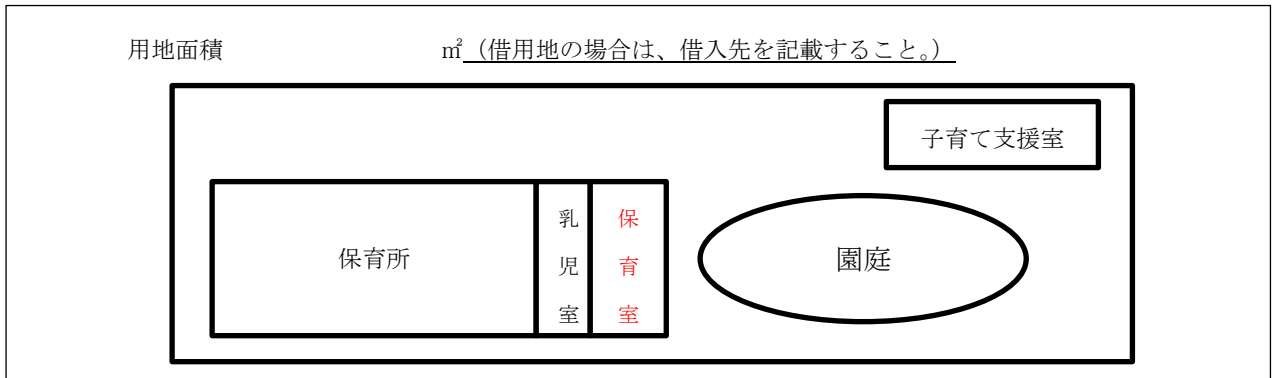 用地面積 ㎡（借用地の場合は、借入先を記載すること。）
子育て支援室
保育所
乳児室
保育室
園庭